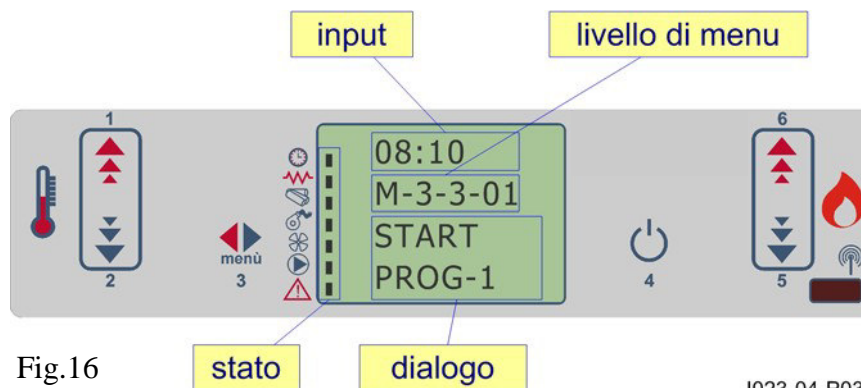 input
livello di menu
1
6
08:10
M-3-3-01
START
PROG-1
menù
2
3
4
5
Fig.16
stato
dialogo